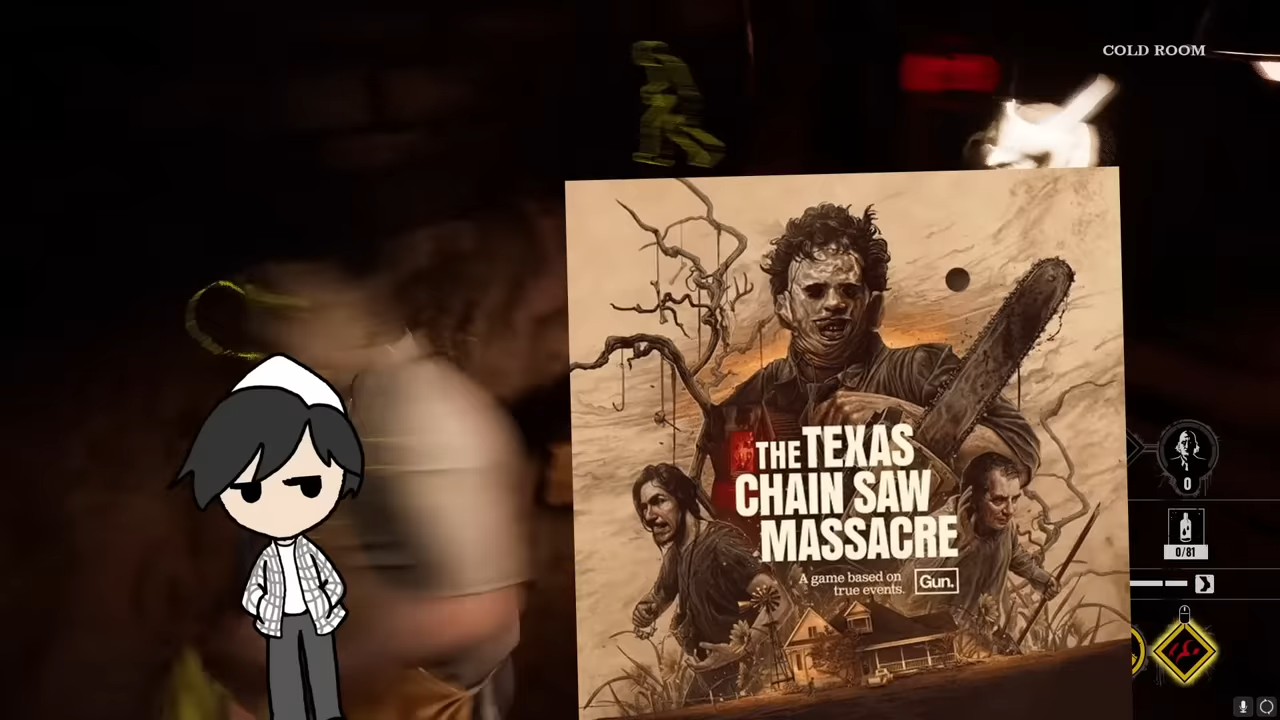 COLD ROOM
THE TEXAS
CHAIN SAW
MASSACRE
A game based on
true events.
Gun.
0
0/81